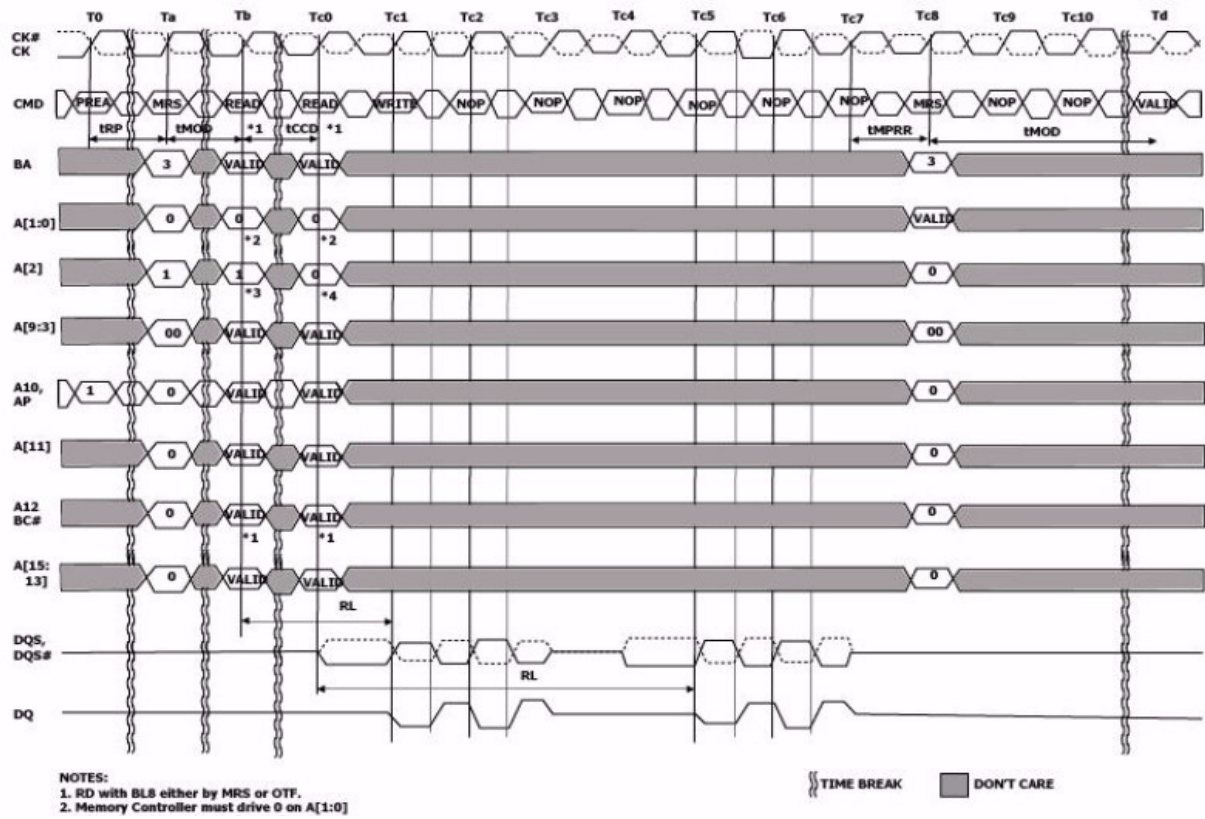 T0 Ta Tb Tc0 Tc1 Tc2 Tc3 Tc4 Tc5 Tc6 Tc7 Tc8 Tc9 Tc10 Td
CK#
CK
CMD PREA MRS READ READ WRITE NOP NOP NOP NOP NOP NOP MRS NOP NOP VALID
tRP tMOD *1 tCCD *1 tMPRR tMOD
BA 3 VALID VALID 3
A[1:0] 0 0 0 VALID
*2 *2
A[2] 1 1 0 0
*3 *4
A[9:3] 00 VALID VALID 00
A10,
AP 1 0 VALID VALID 0
A[11] 0 VALID VALID 0
A12
BC# 0 VALID VALID 0
*1 *1
A[15:
13] 0 VALID VALID 0
RL
DQS,
DQS#
RL
DQ
NOTES:
1. RD with BL8 either by MRS or OTF.
2. Memory Controller must drive 0 on A[1:0]
TIME BREAK DON'T CARE